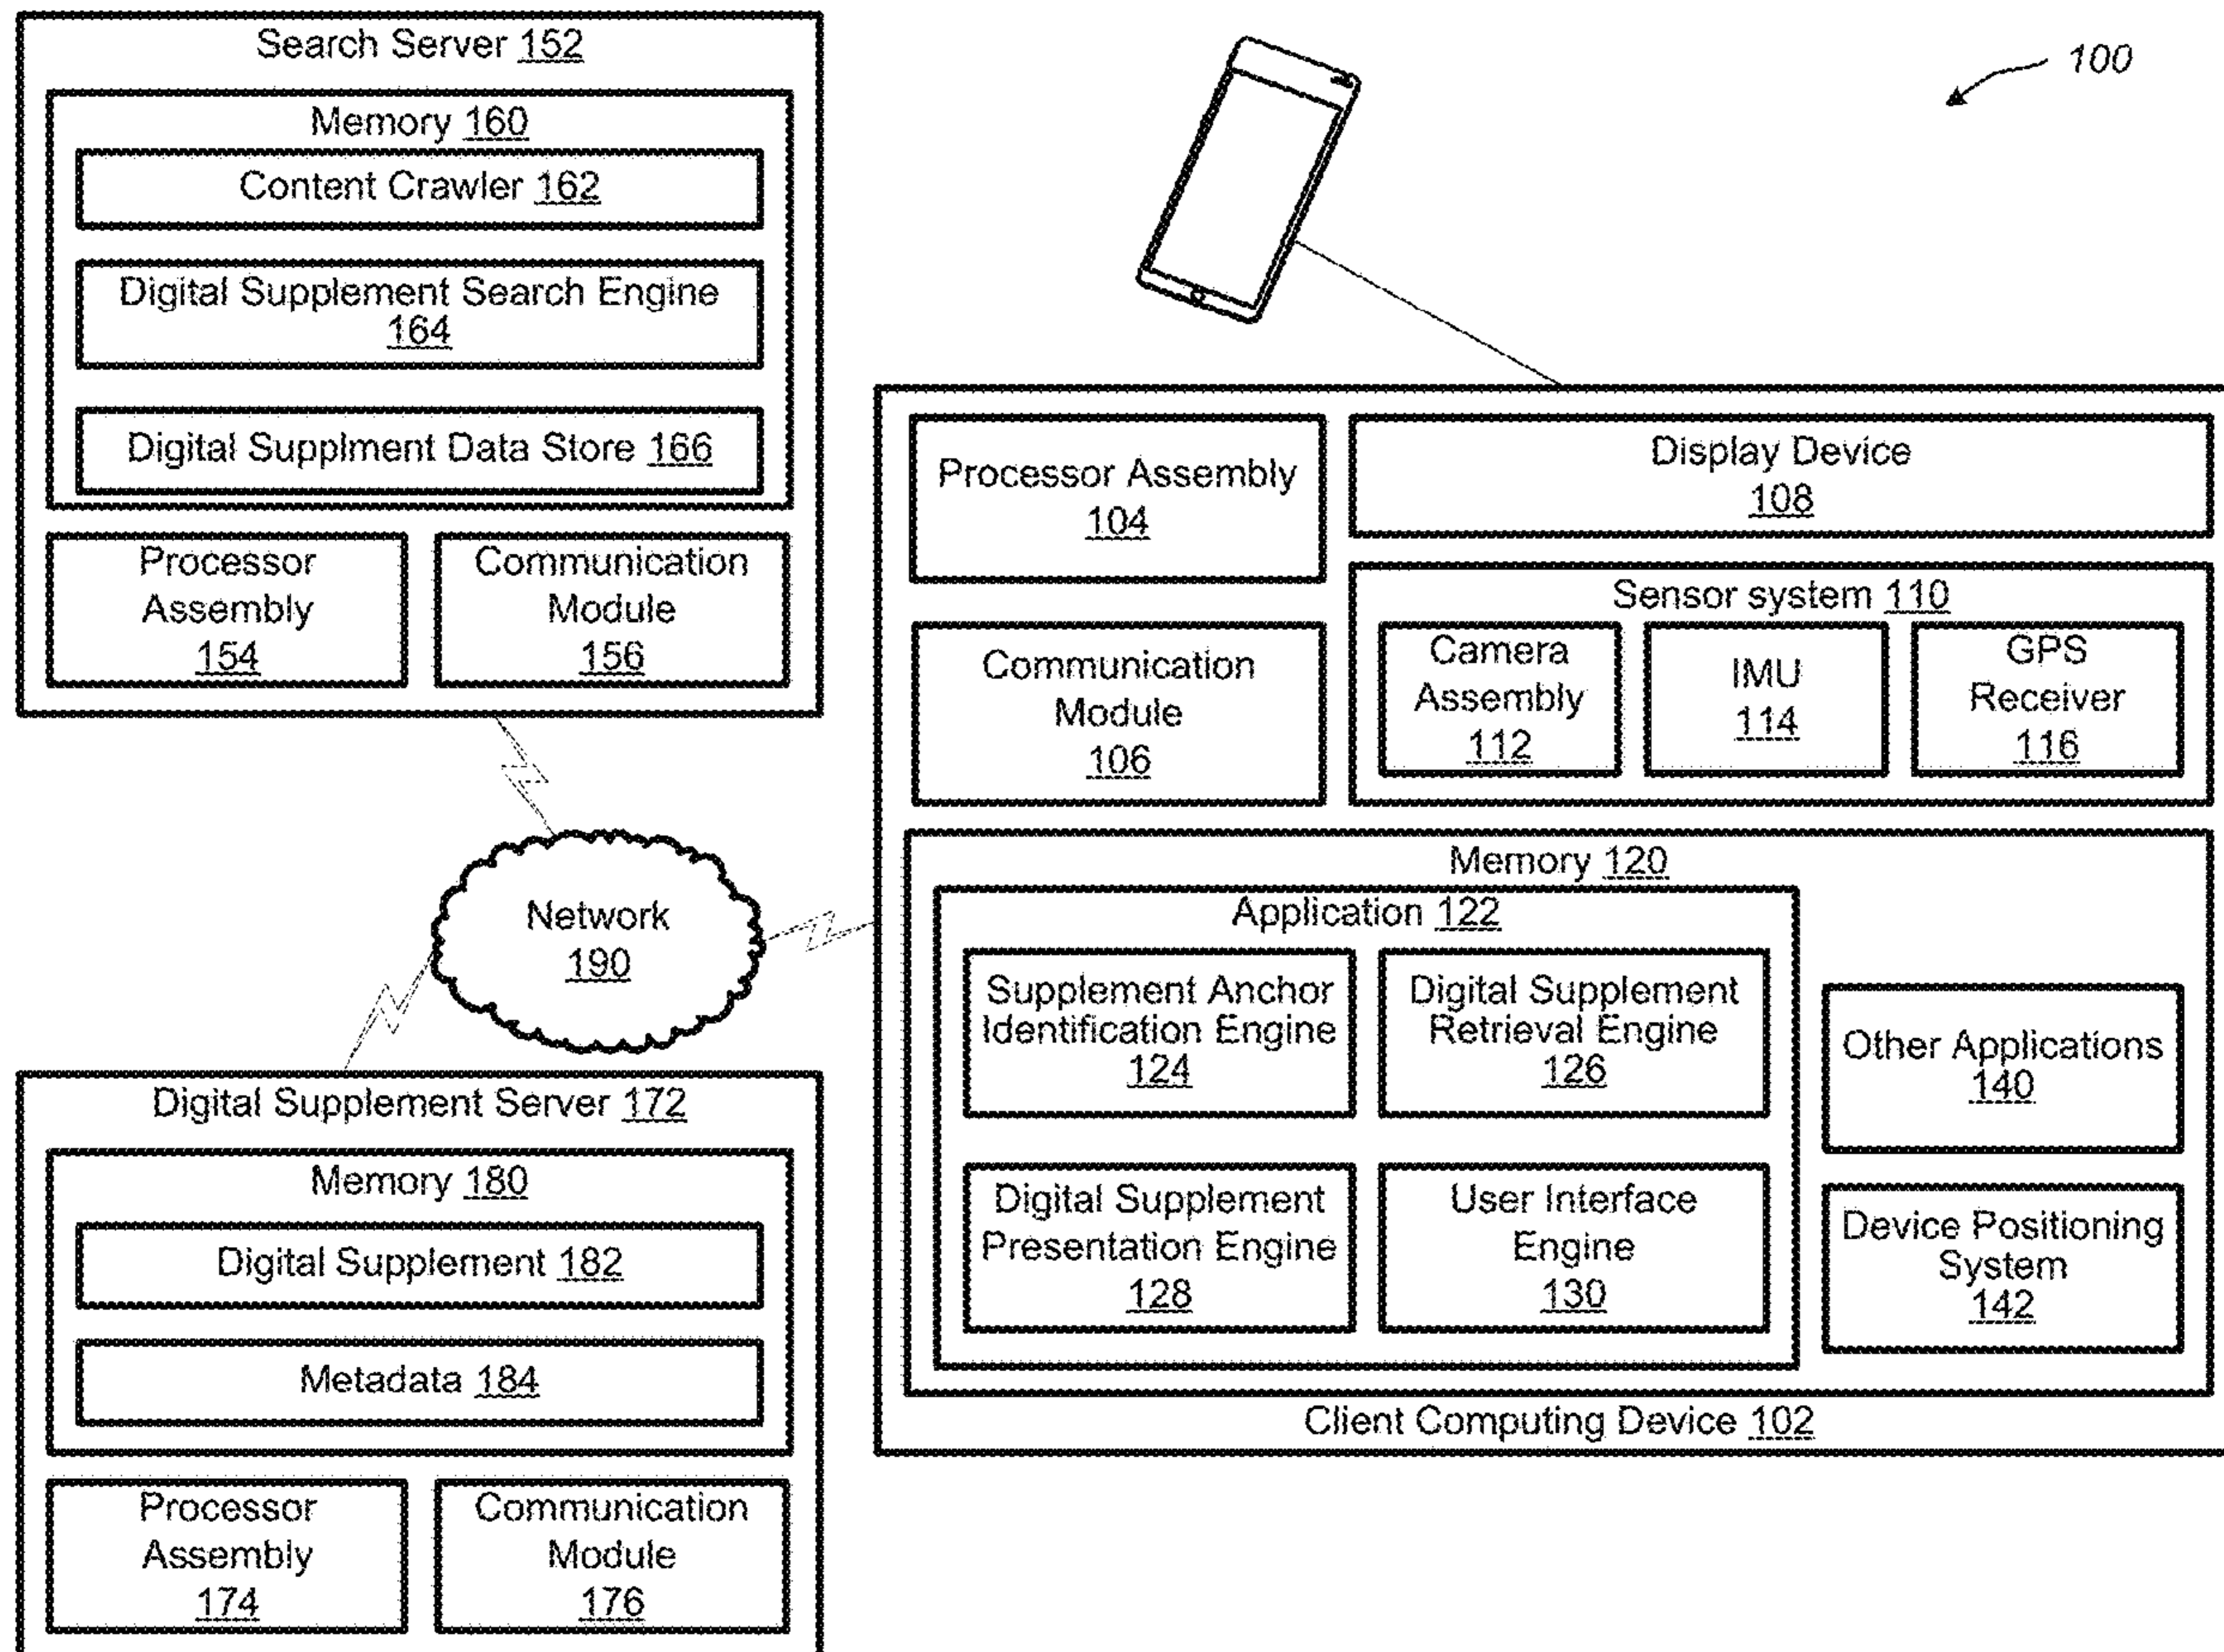 100
Search Server 152
Memory 160
Content Crawler 162
Digital Supplement Search Engine
164
Digital Supplment Data Store 166
Processor
Assembly
154
Communication
Module
156
Network
190
Digital Supplement Server 172
Memory 180
Digital Supplement 182
Metadata 184
Processor
Assembly
174
Communication
Module
176
Processor Assembly
104
Display Device
108
Communication
Module
106
Sensor system 110
Camera
Assembly
112
IMU
114
GPS
Receiver
116
Memory 120
Application 122
Supplement Anchor
Identification Engine
124
Digital Supplement
Retrieval Engine
126
Digital Supplement
Presentation Engine
128
User Interface
Engine
130
Other Applications
140
Device Positioning
System
142
Client Computing Device 102